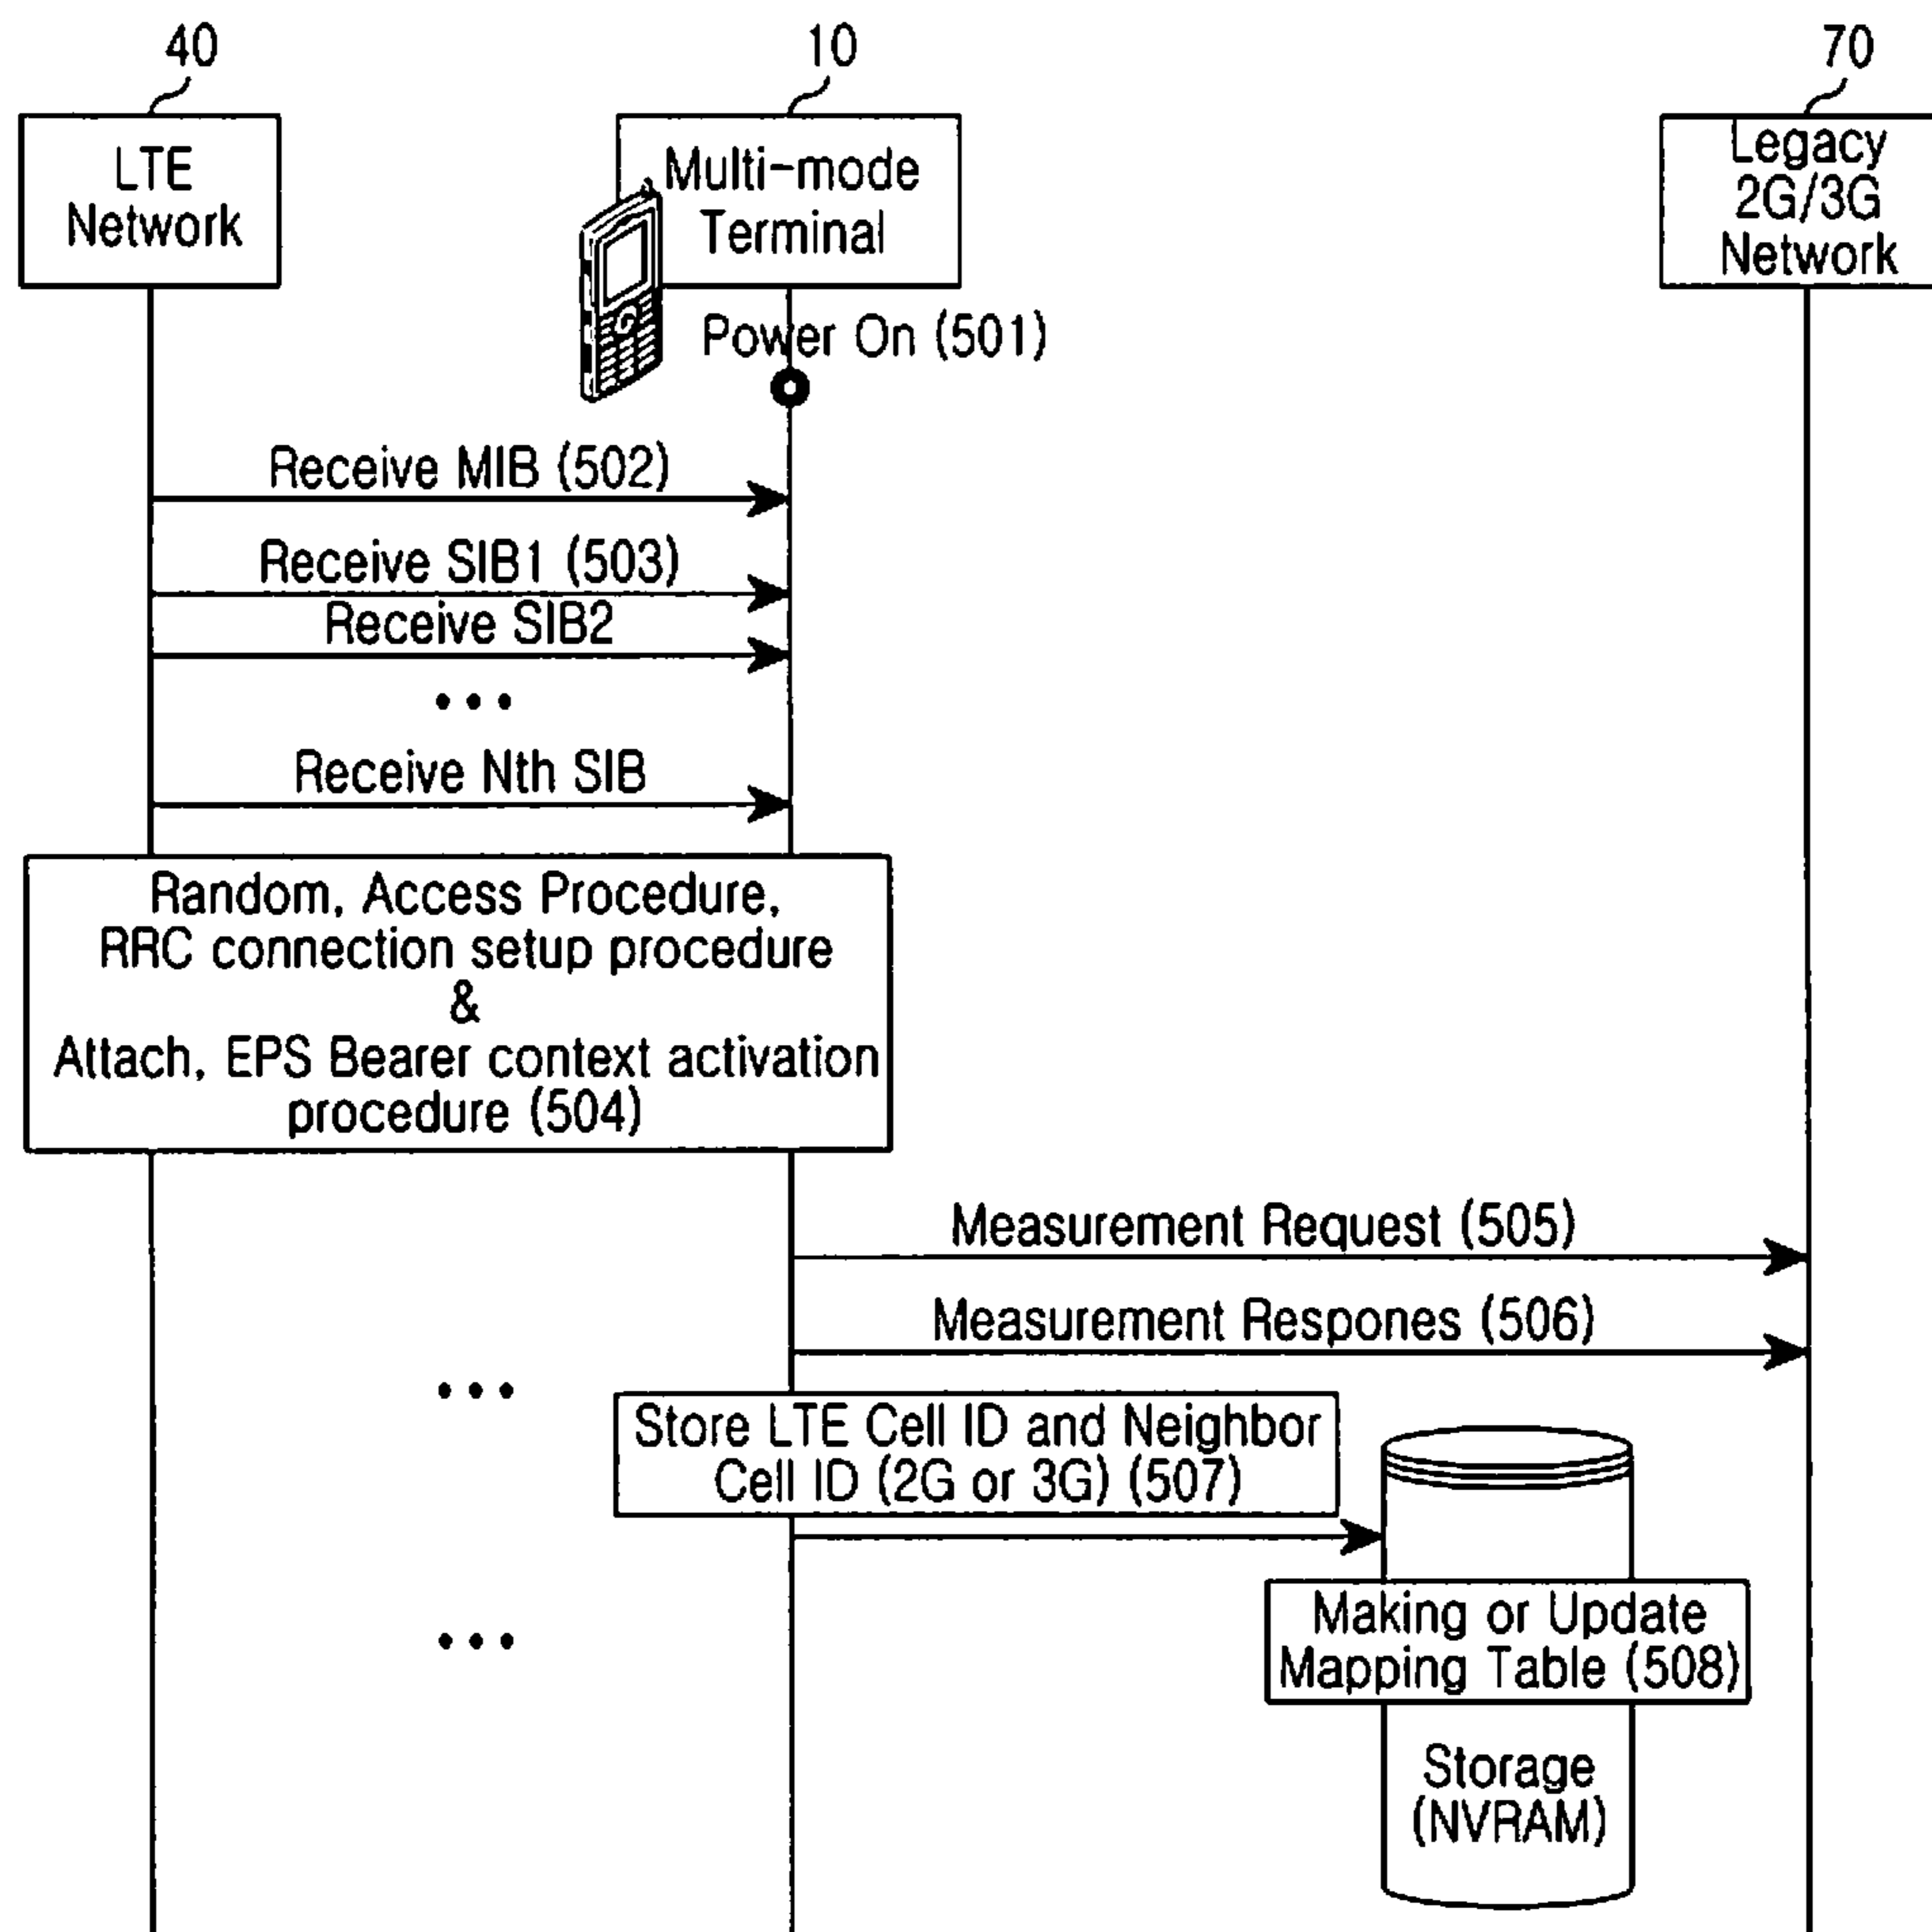 40
10
70
LTE
Network
Multi-mode
Terminal
Legacy
2G/3G
Network
Power On (501)
Receive MIB (502)
Receive SIB1 (503)
Receive SIB2
...
Receive Nth SIB
Random, Access Procedure,
RRC connection setup procedure
&
Attach, EPS Bearer context activation
procedure (504)
Measurement Request (505)
Measurement Respones (506)
...
Store LTE Cell ID and Neighbor
Cell ID (2G or 3G) (507)
Making or Update
Mapping Table (508)
...
Storage
(NVRAM)